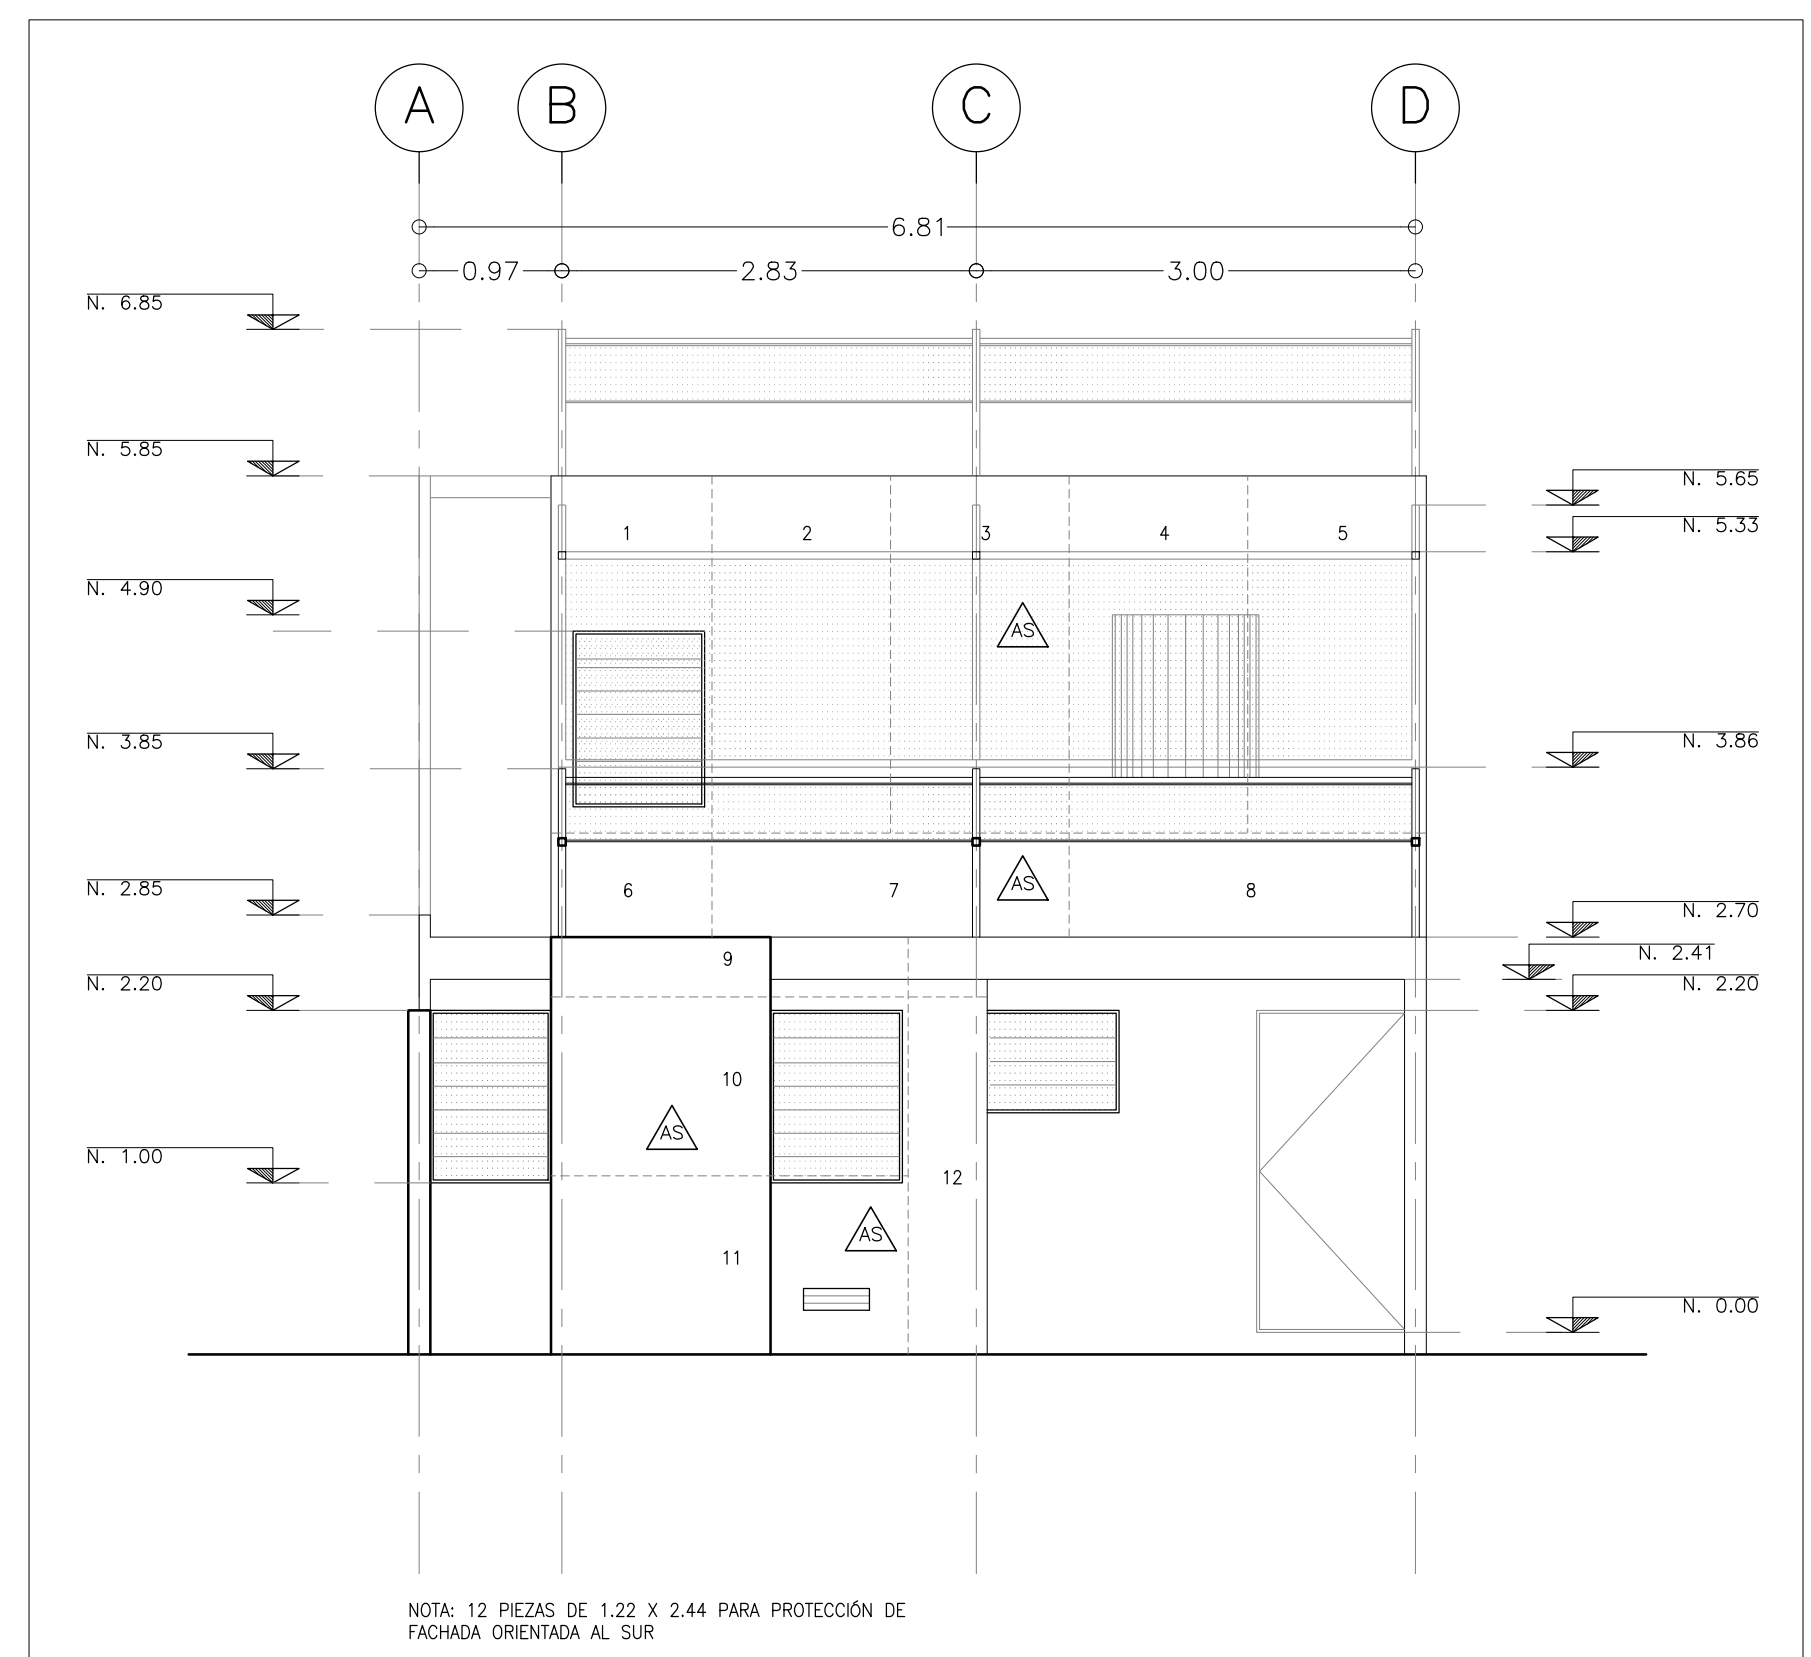 A B C D
6.81
0.97 2.83 3.00
N. 6.85
N. 5.85
N. 5.65
1 2 3 4 5
N. 5.33
N. 4.90
AS
N. 3.85
N. 3.86
N. 2.85
6 7 AS 8
N. 2.70
9
N. 2.41
N. 2.20
N. 2.20
10
AS
N. 1.00
12
AS
11
N. 0.00
NOTA: 12 PIEZAS DE 1.22 X 2.44 PARA PROTECCIÓN DE
FACHADA ORIENTADA AL SUR